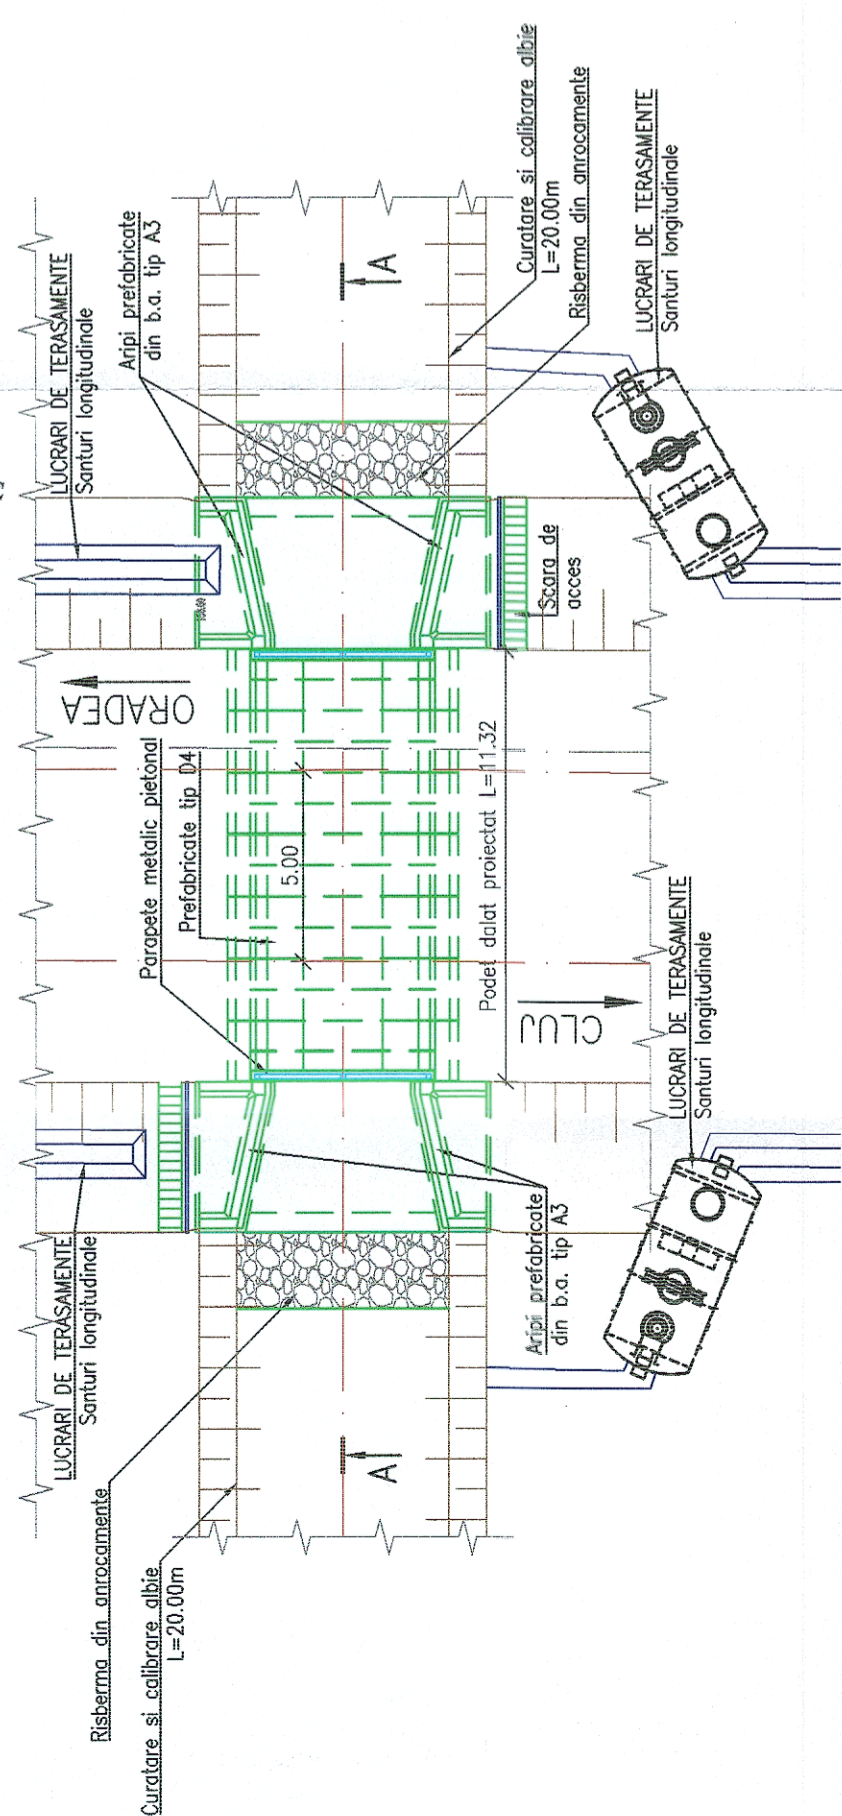 LUCRARI DE TERASAMENTE
Santuri longitudinale
Aripi prefabricate
din b.a. tip A3
Curatare si calibrare albie
L=20.00m
Risberma din anrocamente
LUCRARI DE TERASAMENTE
Santuri longitudinale
A
Scara de
acces
ORADEA
Parapete metalic pietonal
Prefabricate tip D4
5.00
Podet dalat proiectat L=11.32
CLUJ
LUCRARI DE TERASAMENTE
Santuri longitudinale
LUCRARI DE TERASAMENTE
Santuri longitudinale
Aripi prefabricate
din b.a. tip A3
A
Risberma din anrocamente
Curatare si calibrare albie
L=20.00m